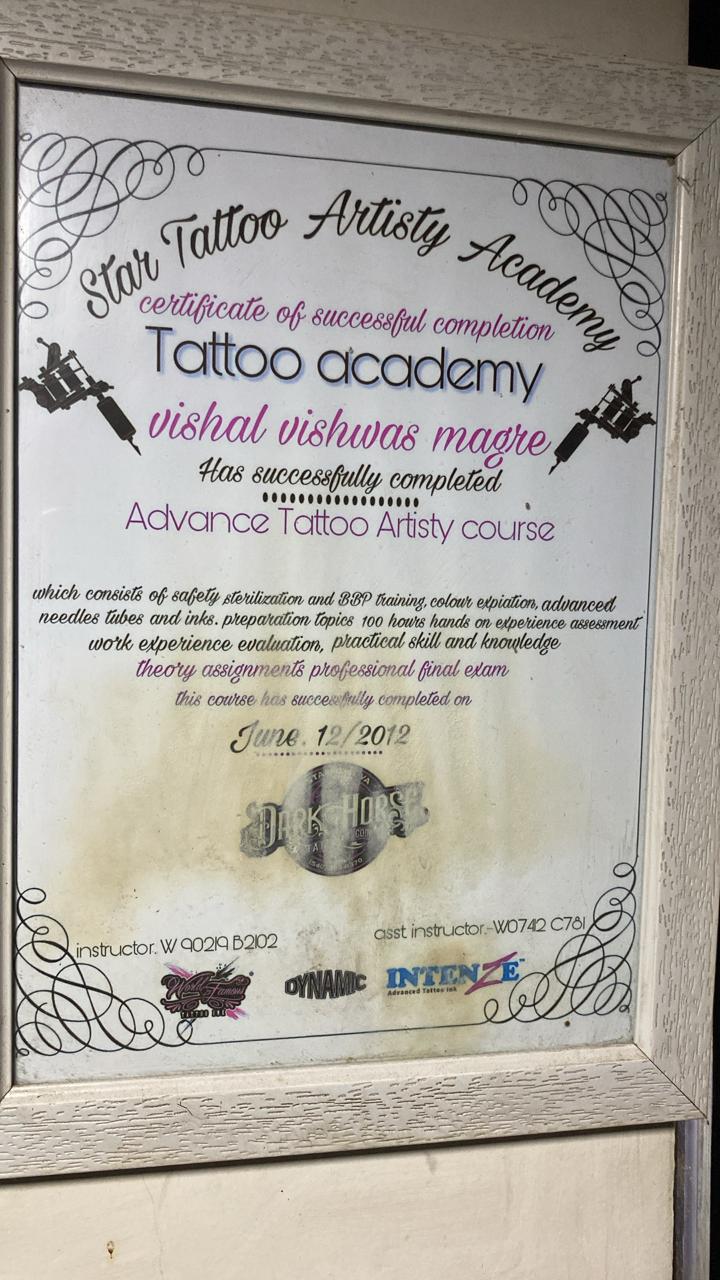 Star Tattoo Artisty Academy
certificate of successful completion
Tattoo academy
vishal vishwas magre
Has successfully completed
Advance Tattoo Artisty course
which consists of safety sterilization and BBP training, colour expiation, advanced
needles tubes and inks. preparation topics 100 hours hands on experience assessment
work experience evaluation, practical skill and knowledge
theory assignments professional final exam
this course has successfully completed on
June. 12/2012
DARK HORSE
instructor. W 90219 B2102
asst instructor.-W0742 C781
World Famous
TATTOO INK
DYNAMIC
INTENZE™
Advanced Tattoo Ink